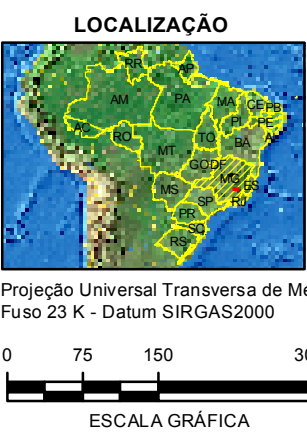 LOCALIZAÇÃO
RR AP
AM PA MA CE PB
PI PE
AC RO TO AL
BA
MT
GO DF
MG ES
MS
SP RJ
PR
SC
RS
Projeção Universal Transversa de Me
Fuso 23 K - Datum SIRGAS2000
0 75 150 30
ESCALA GRÁFICA